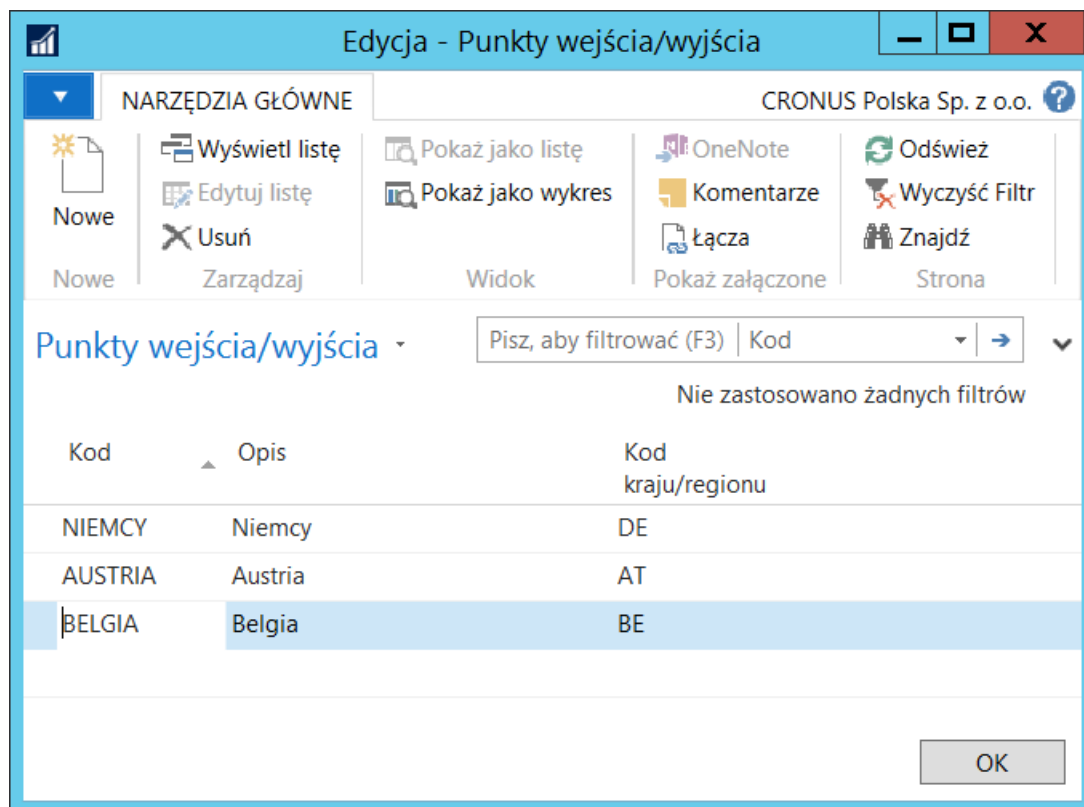 Edycja - Punkty wejścia/wyjścia
NARZĘDZIA GŁÓWNE CRONUS Polska Sp. z o.o.
Nowe
Nowe
Wyświetl listę
Edytuj listę
Usuń
Zarządzaj
Pokaż jako listę
Pokaż jako wykres
Widok
OneNote
Komentarze
Łącza
Pokaż załączone
Odśwież
Wyczyść Filtr
Znajdź
Strona
Punkty wejścia/wyjścia
Pisz, aby filtrować (F3) Kod
Nie zastosowano żadnych filtrów
Kod Opis Kod
kraju/regionu
NIEMCY Niemcy DE
AUSTRIA Austria AT
BELGIA Belgia BE
OK